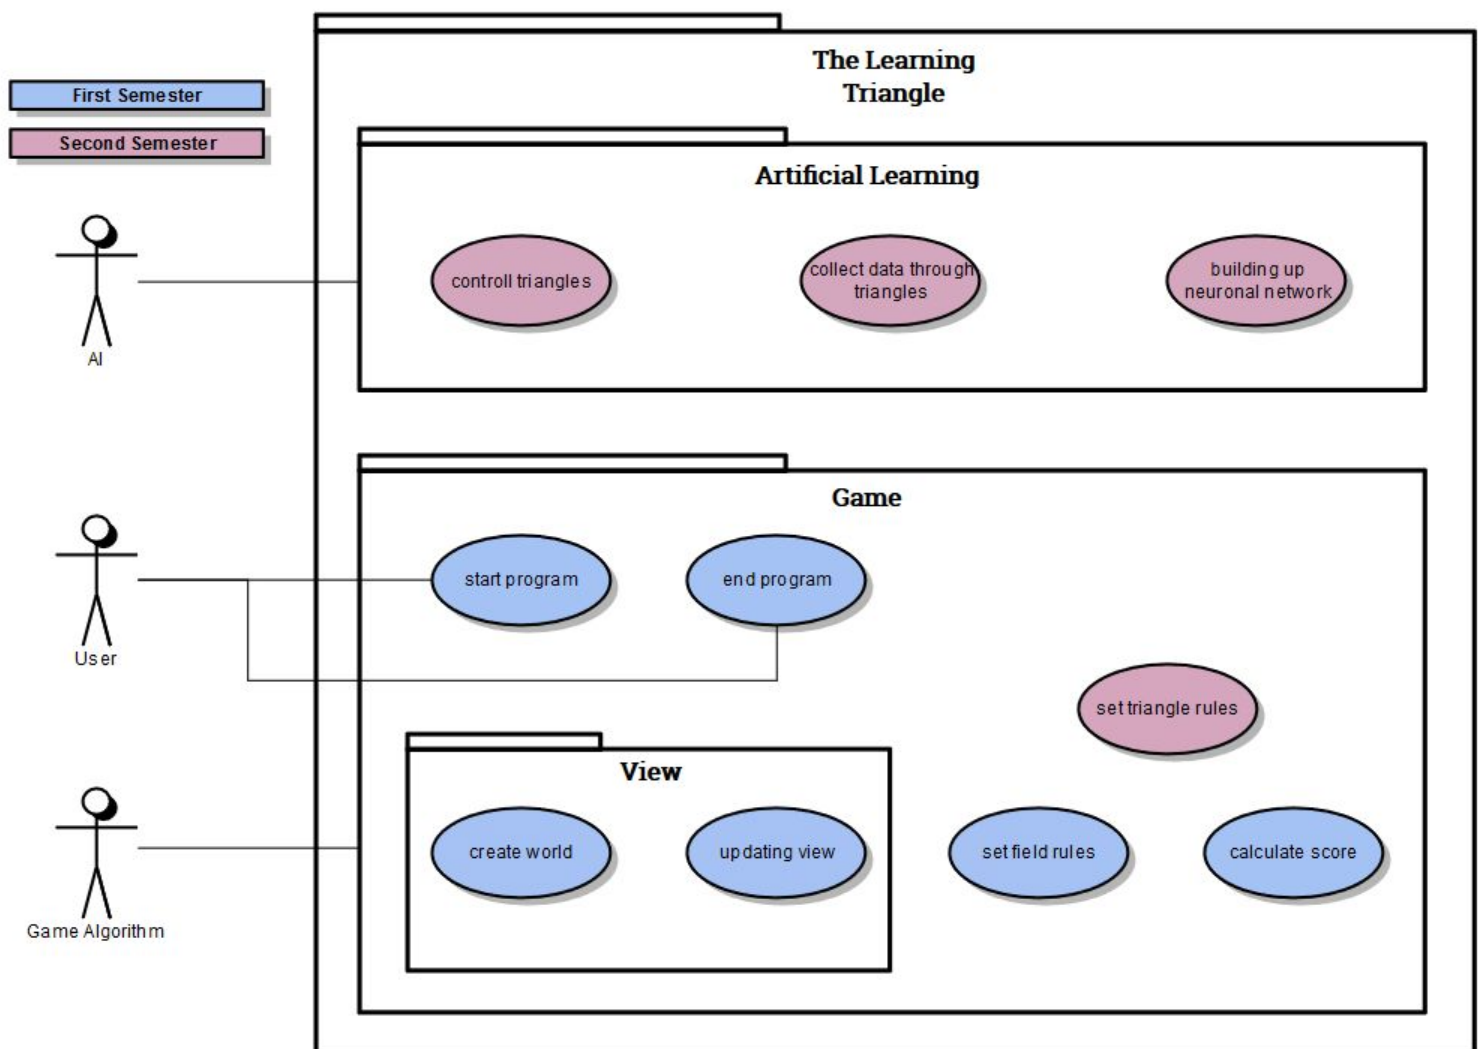 The Learning
Triangle
First Semester
Second Semester
Artificial Learning
controll triangles
collect data through
triangles
building up
neuronal network
AI
Game
start program
end program
User
set triangle rules
View
create world
updating view
set field rules
calculate score
Game Algorithm